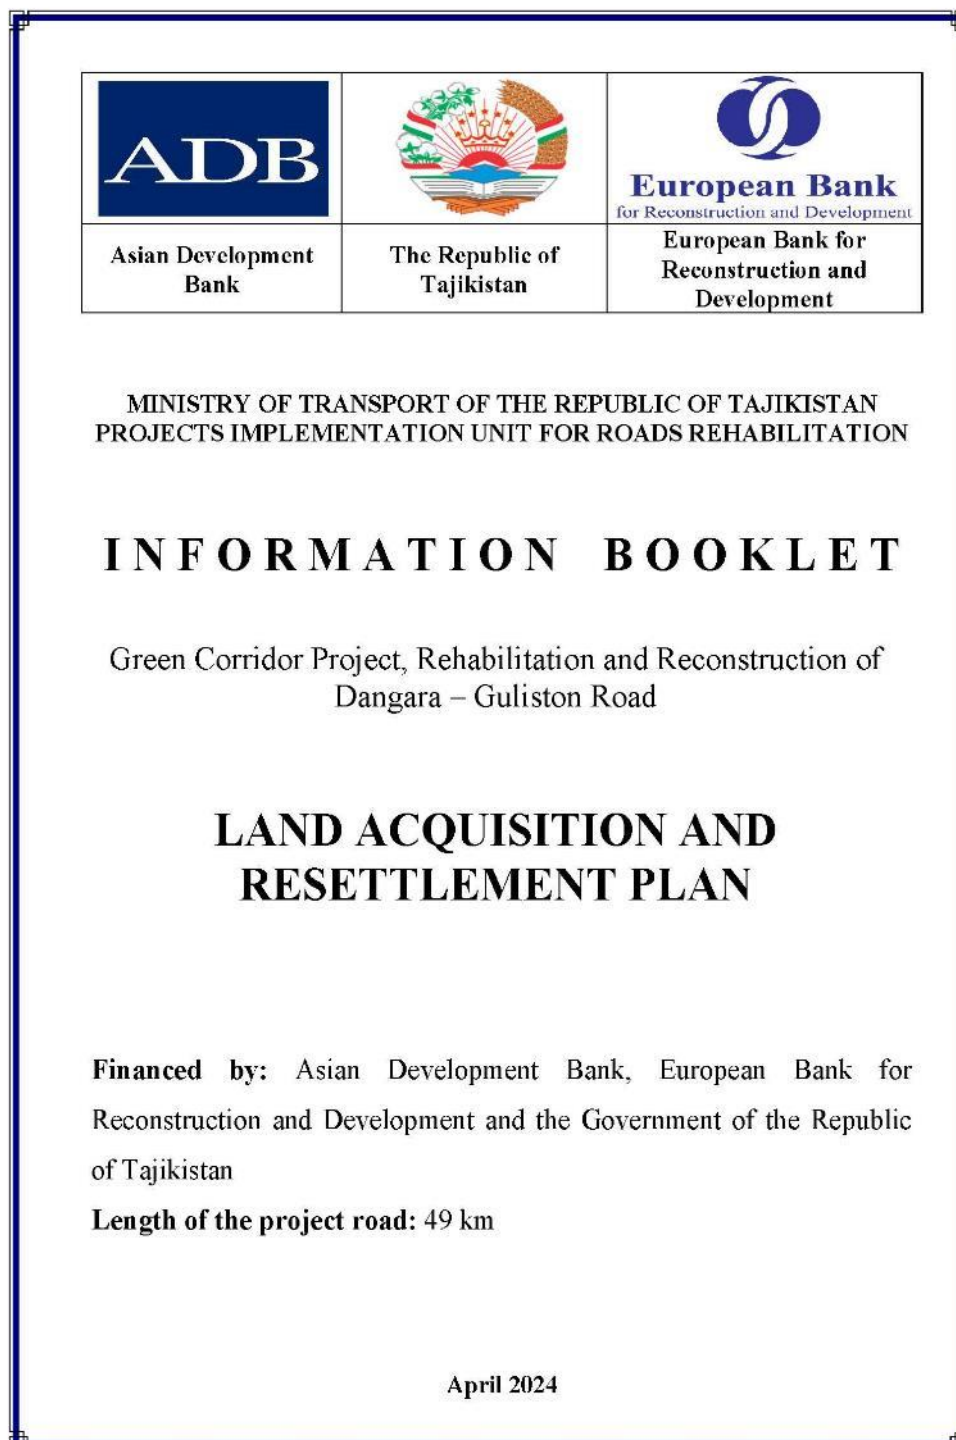 ADB
European Bank
for Reconstruction and Development
Asian Development
Bank
The Republic of
Tajikistan
European Bank for
Reconstruction and
Development
MINISTRY OF TRANSPORT OF THE REPUBLIC OF TAJIKISTAN
PROJECTS IMPLEMENTATION UNIT FOR ROADS REHABILITATION
INFORMATION BOOKLET
Green Corridor Project, Rehabilitation and Reconstruction of
Dangara – Guliston Road
LAND ACQUISITION AND
RESETTLEMENT PLAN
Financed by: Asian Development Bank, European Bank for
Reconstruction and Development and the Government of the Republic
of Tajikistan
Length of the project road: 49 km
April 2024